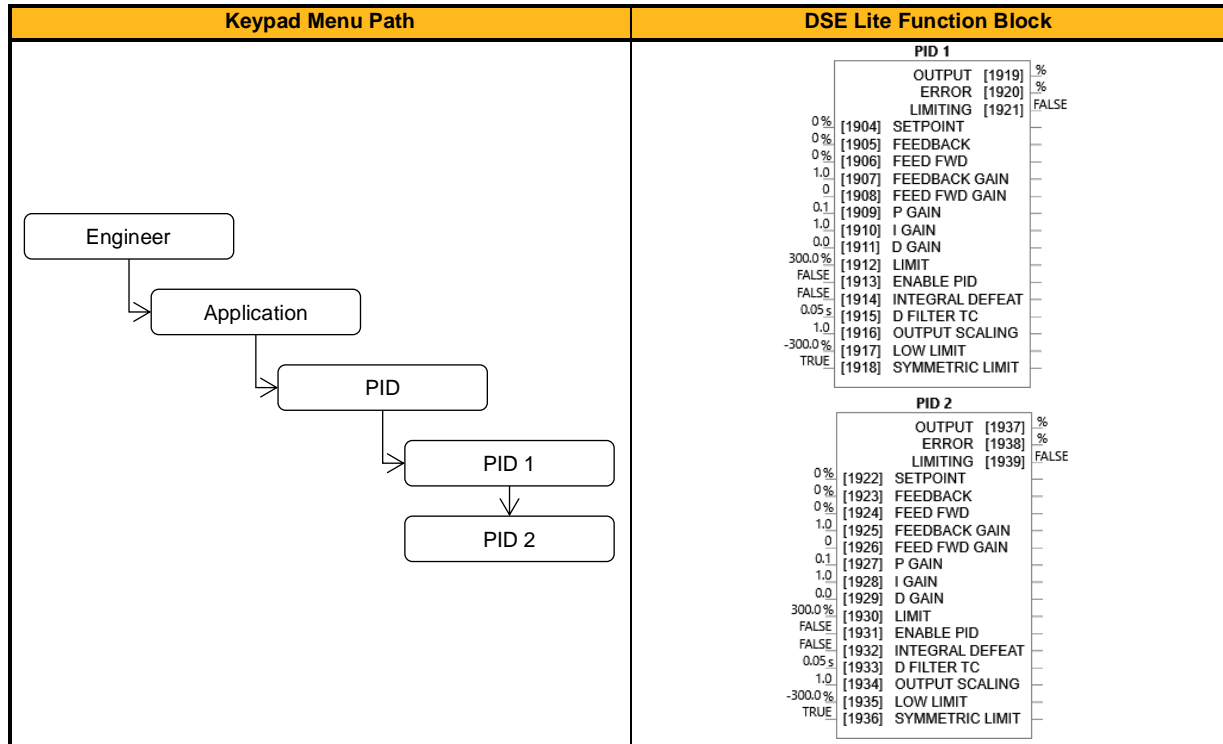 Keypad Menu Path
DSE Lite Function Block
Engineer
Application
PID
PID 1
PID 2
PID 1
OUTPUT [1919] %
ERROR [1920] %
LIMITING [1921] FALSE
0% [1904] SETPOINT
0% [1905] FEEDBACK
0% [1906] FEED FWD
1.0 [1907] FEEDBACK GAIN
0 [1908] FEED FWD GAIN
0.1 [1909] P GAIN
1.0 [1910] I GAIN
0.0 [1911] D GAIN
300.0% [1912] LIMIT
FALSE [1913] ENABLE PID
FALSE [1914] INTEGRAL DEFEAT
0.05 s [1915] D FILTER TC
1.0 [1916] OUTPUT SCALING
-300.0% [1917] LOW LIMIT
TRUE [1918] SYMMETRIC LIMIT
PID 2
OUTPUT [1937] %
ERROR [1938] %
LIMITING [1939] FALSE
0% [1922] SETPOINT
0% [1923] FEEDBACK
0% [1924] FEED FWD
1.0 [1925] FEEDBACK GAIN
0 [1926] FEED FWD GAIN
0.1 [1927] P GAIN
1.0 [1928] I GAIN
0.0 [1929] D GAIN
300.0% [1930] LIMIT
FALSE [1931] ENABLE PID
FALSE [1932] INTEGRAL DEFEAT
0.05 s [1933] D FILTER TC
1.0 [1934] OUTPUT SCALING
-300.0% [1935] LOW LIMIT
TRUE [1936] SYMMETRIC LIMIT